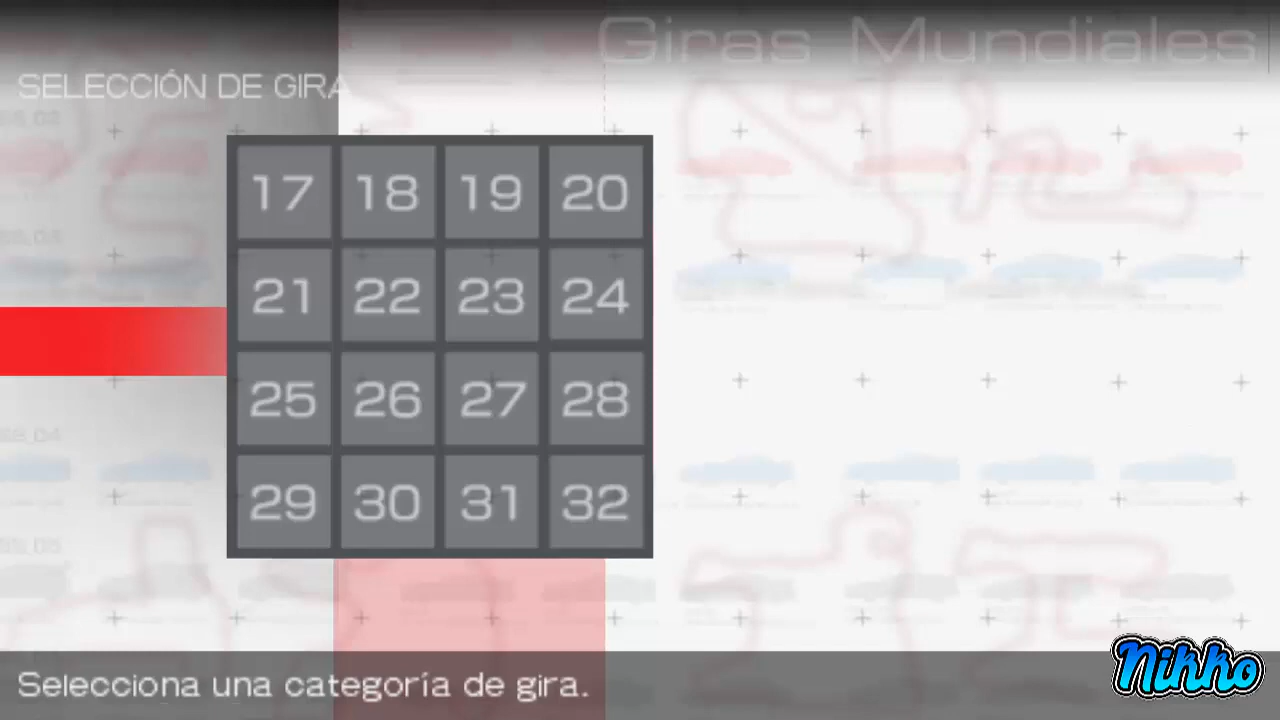 Giras Mundiales
SELECCIÓN DE GIRA
17 18 19 20
21 22 23 24
25 26 27 28
29 30 31 32
Selecciona una categoría de gira.
Nikko